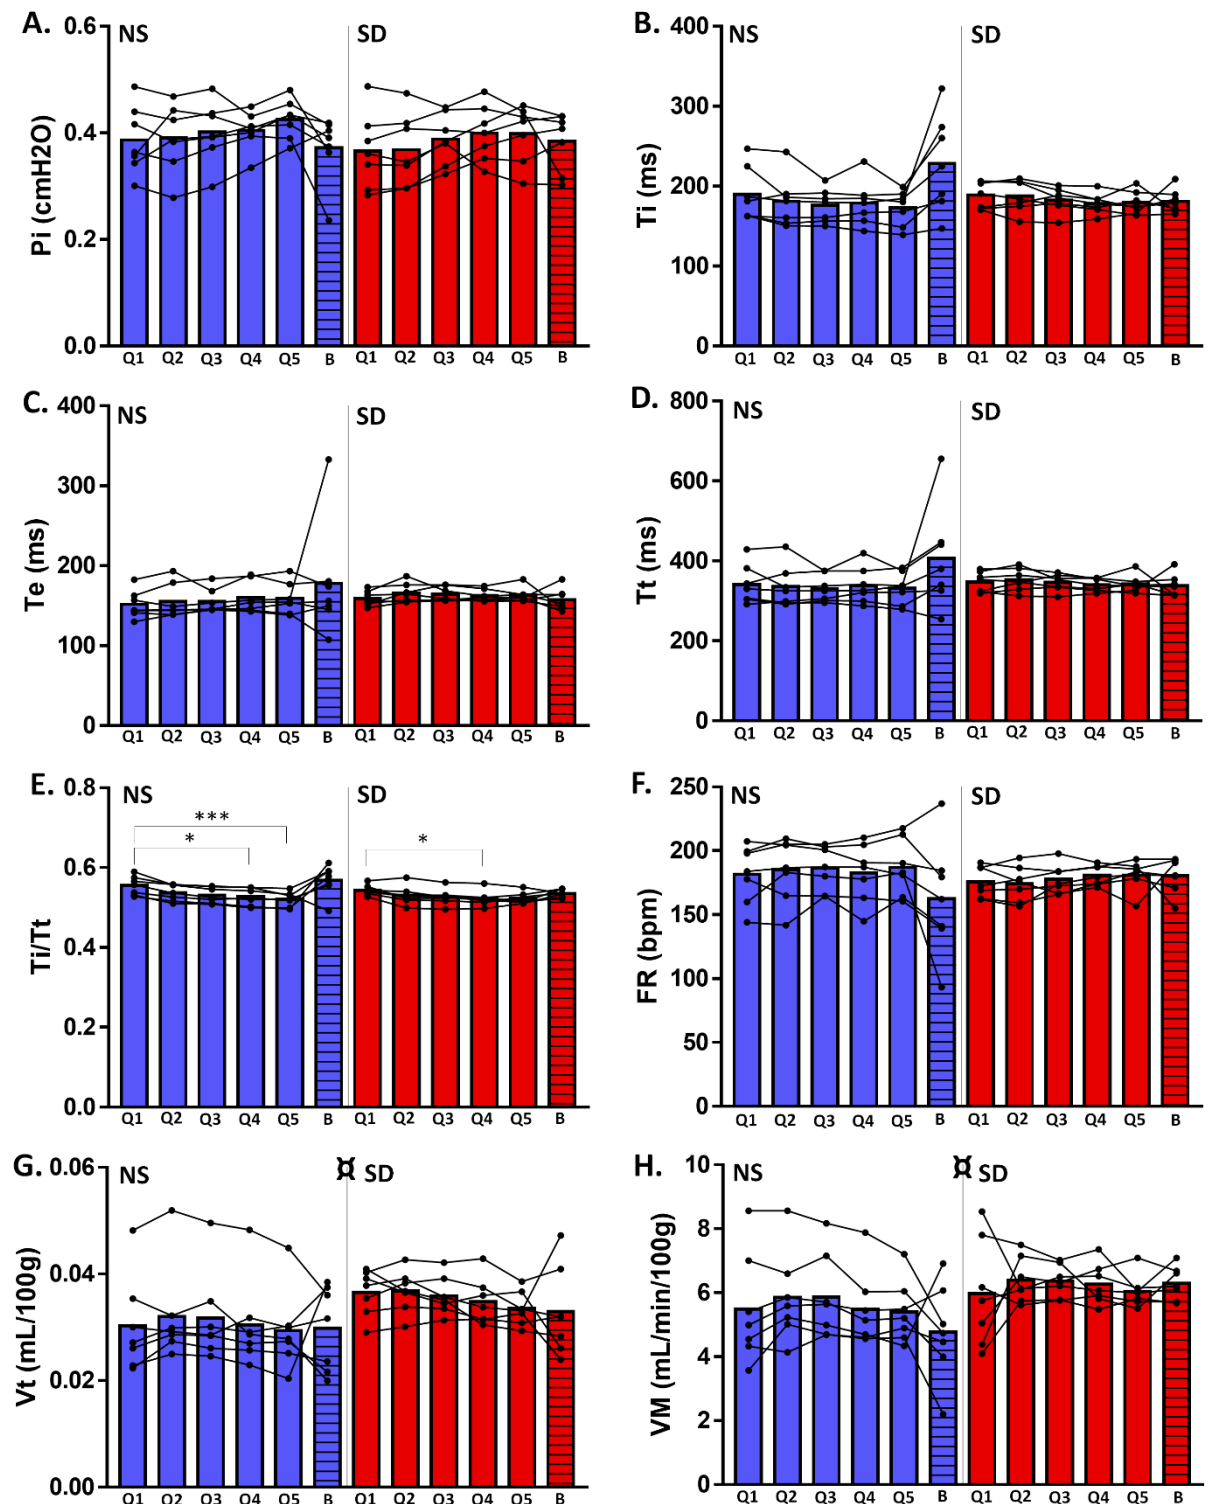 A. NS SD
Pi (cmH2O)
0.6
0.4
0.2
0.0
Q1 Q2 Q3 Q4 Q5 B Q1 Q2 Q3 Q4 Q5 B
B. NS SD
Ti (ms)
400
300
200
100
0
Q1 Q2 Q3 Q4 Q5 B Q1 Q2 Q3 Q4 Q5 B
C. NS SD
Te (ms)
400
300
200
100
0
Q1 Q2 Q3 Q4 Q5 B Q1 Q2 Q3 Q4 Q5 B
D. NS SD
Tt (ms)
800
600
400
200
0
Q1 Q2 Q3 Q4 Q5 B Q1 Q2 Q3 Q4 Q5 B
E. NS SD
Ti/Tt
0.8
0.6
0.4
0.2
0.0
***
*
*
Q1 Q2 Q3 Q4 Q5 B Q1 Q2 Q3 Q4 Q5 B
F. NS SD
FR (bpm)
250
200
150
100
50
0
Q1 Q2 Q3 Q4 Q5 B Q1 Q2 Q3 Q4 Q5 B
G. NS ¤ SD
Vt (mL/100g)
0.06
0.04
0.02
0.00
Q1 Q2 Q3 Q4 Q5 B Q1 Q2 Q3 Q4 Q5 B
H. NS ¤ SD
VM (mL/min/100g)
10
8
6
4
2
0
Q1 Q2 Q3 Q4 Q5 B Q1 Q2 Q3 Q4 Q5 B